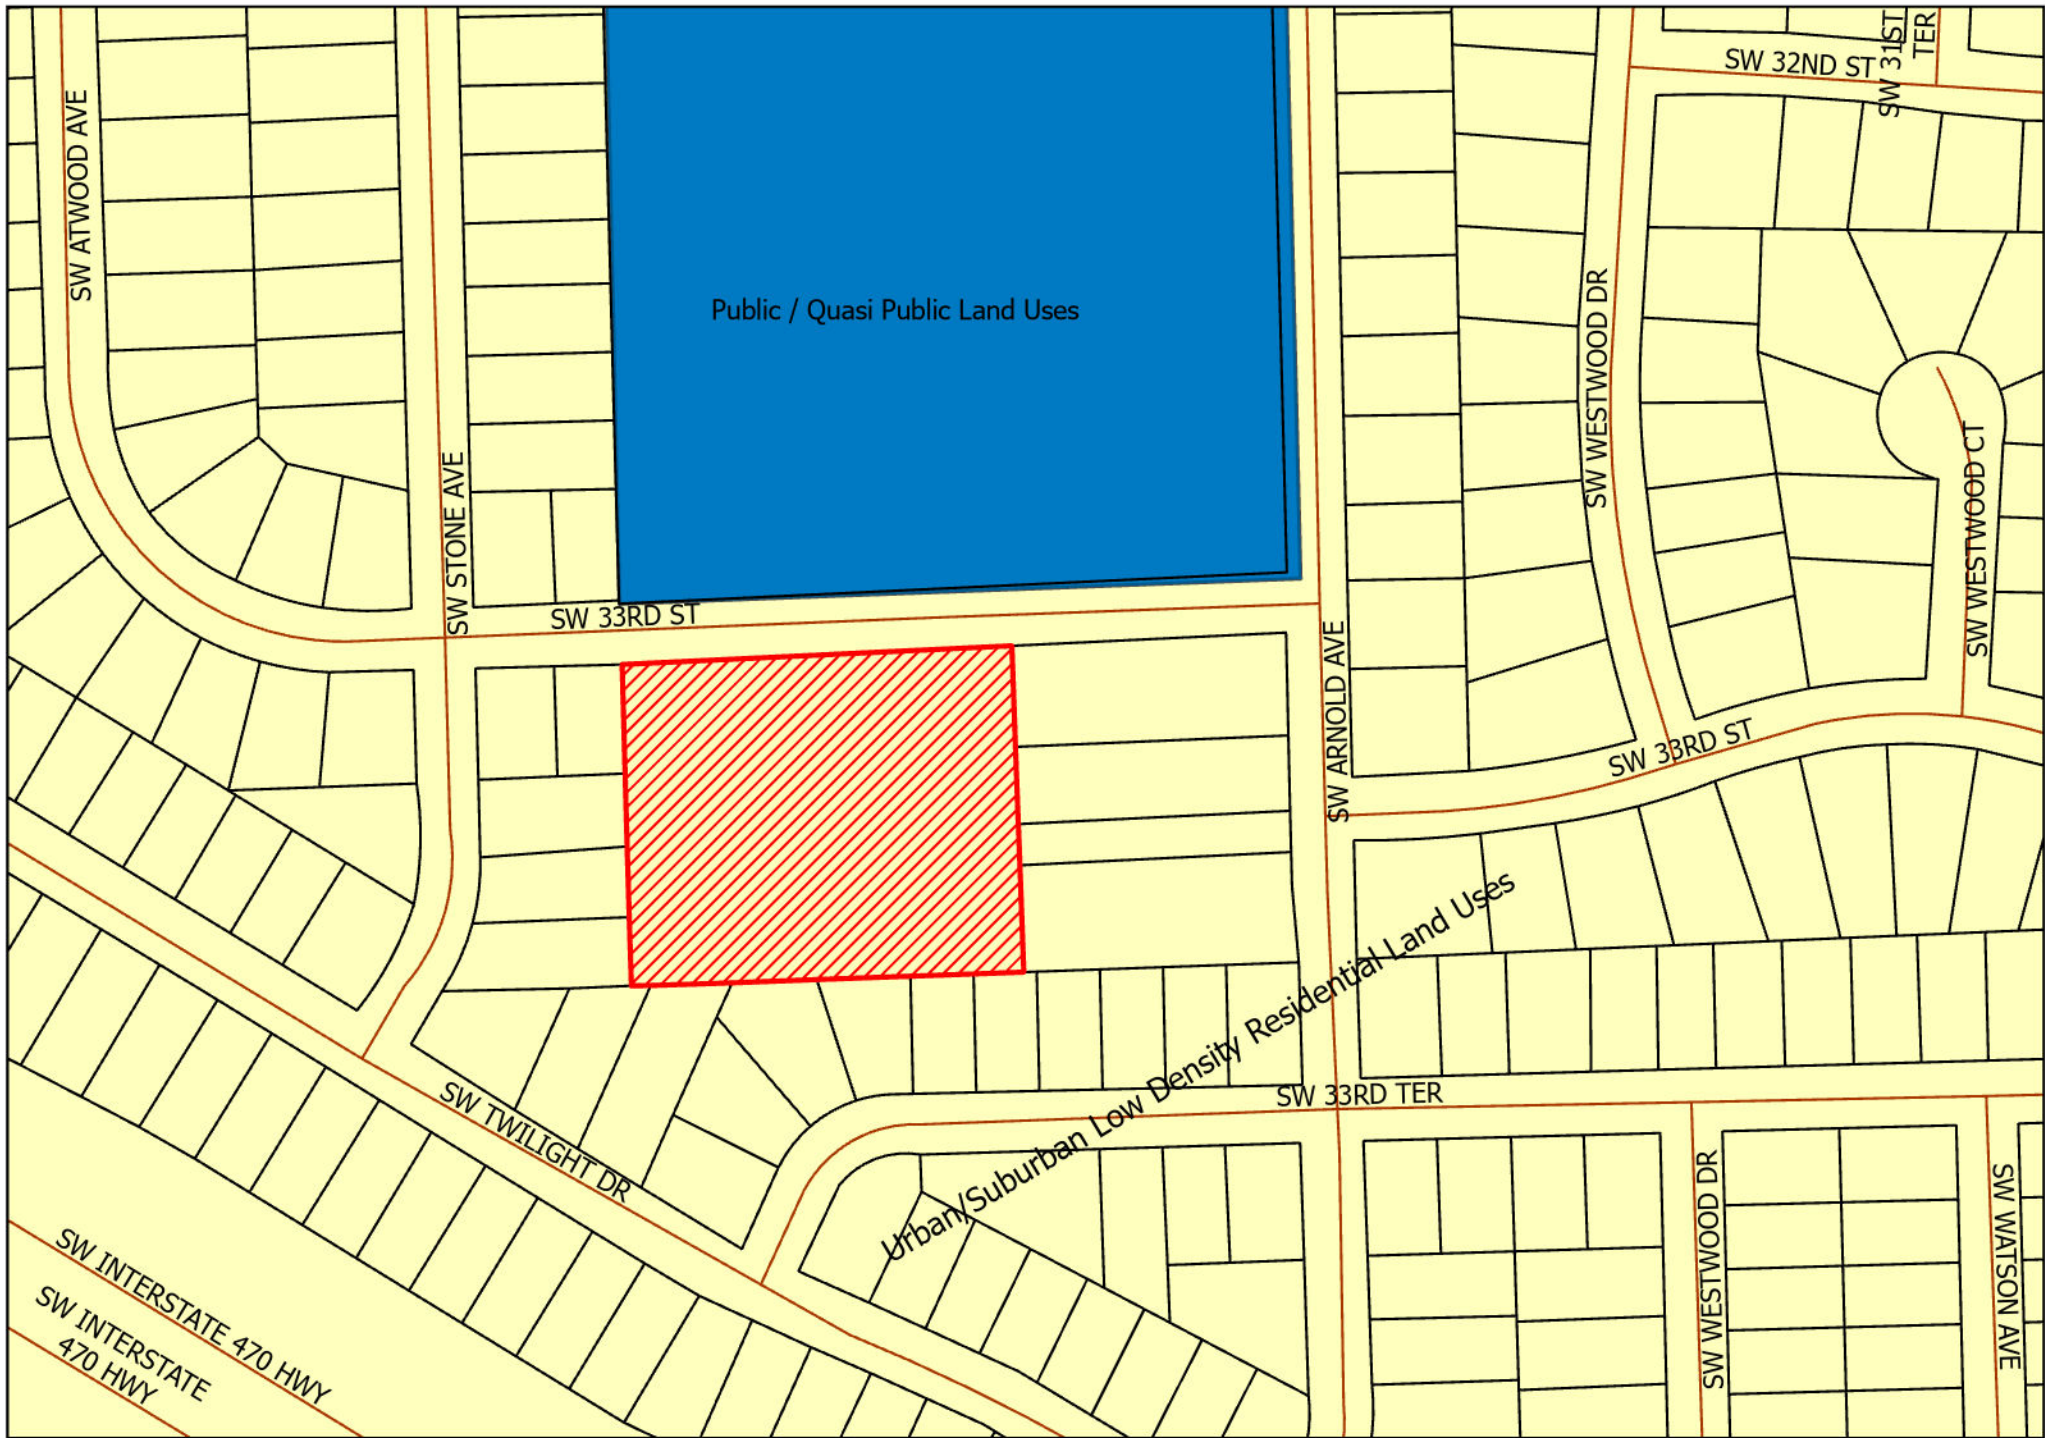 SW 32ND ST
SW 31ST
TER
SW ATWOOD AVE
Public / Quasi Public Land Uses
SW WESTWOOD DR
SW STONE AVE
SW WESTWOOD CT
SW 33RD ST
SW ARNOLD AVE
SW 33RD ST
Urban/Suburban Low Density Residential Land Uses
SW 33RD TER
SW TWILIGHT DR
SW WESTWOOD DR
SW WATSON AVE
SW INTERSTATE 470 HWY
SW INTERSTATE
470 HWY